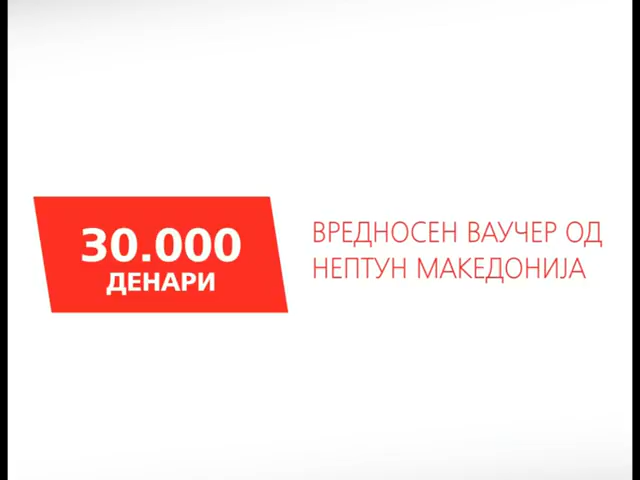 30.000
ДЕНАРИ
ВРЕДНОСЕН ВАУЧЕР ОД
НЕПТУН МАКЕДОНИЈА